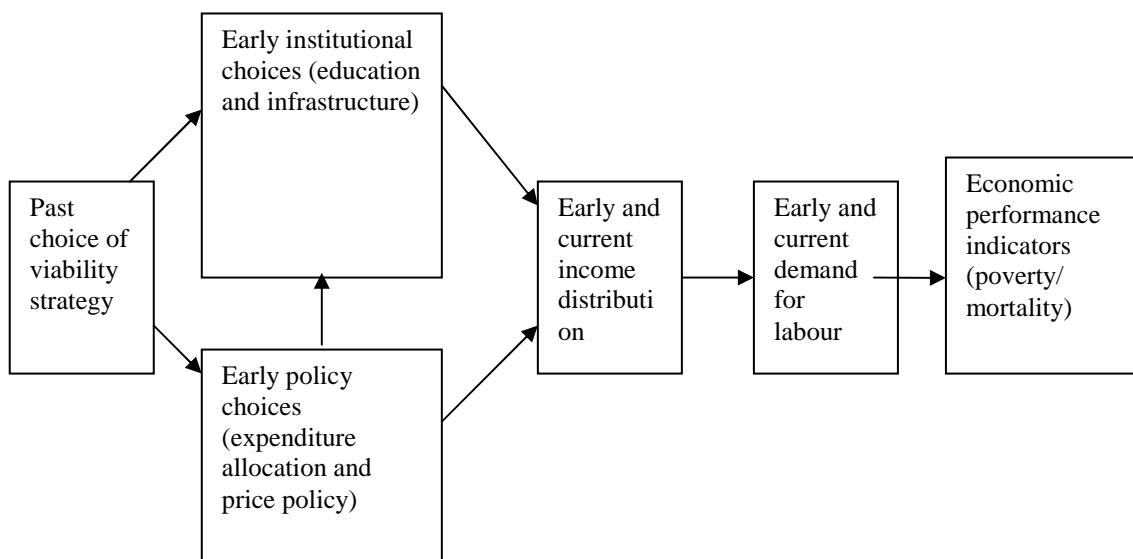 Early institutional
choices (education
and infrastructure)
Past
choice of
viability
strategy
Early policy
choices
(expenditure
allocation and
price policy)
Early and
current
income
distributi
on
Early and
current
demand
for
labour
Economic
performance
indicators
(poverty/
mortality)